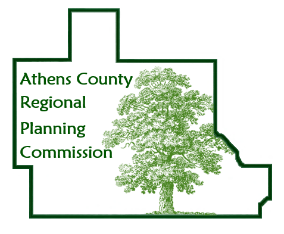 Athens County
Regional
Planning
Commission